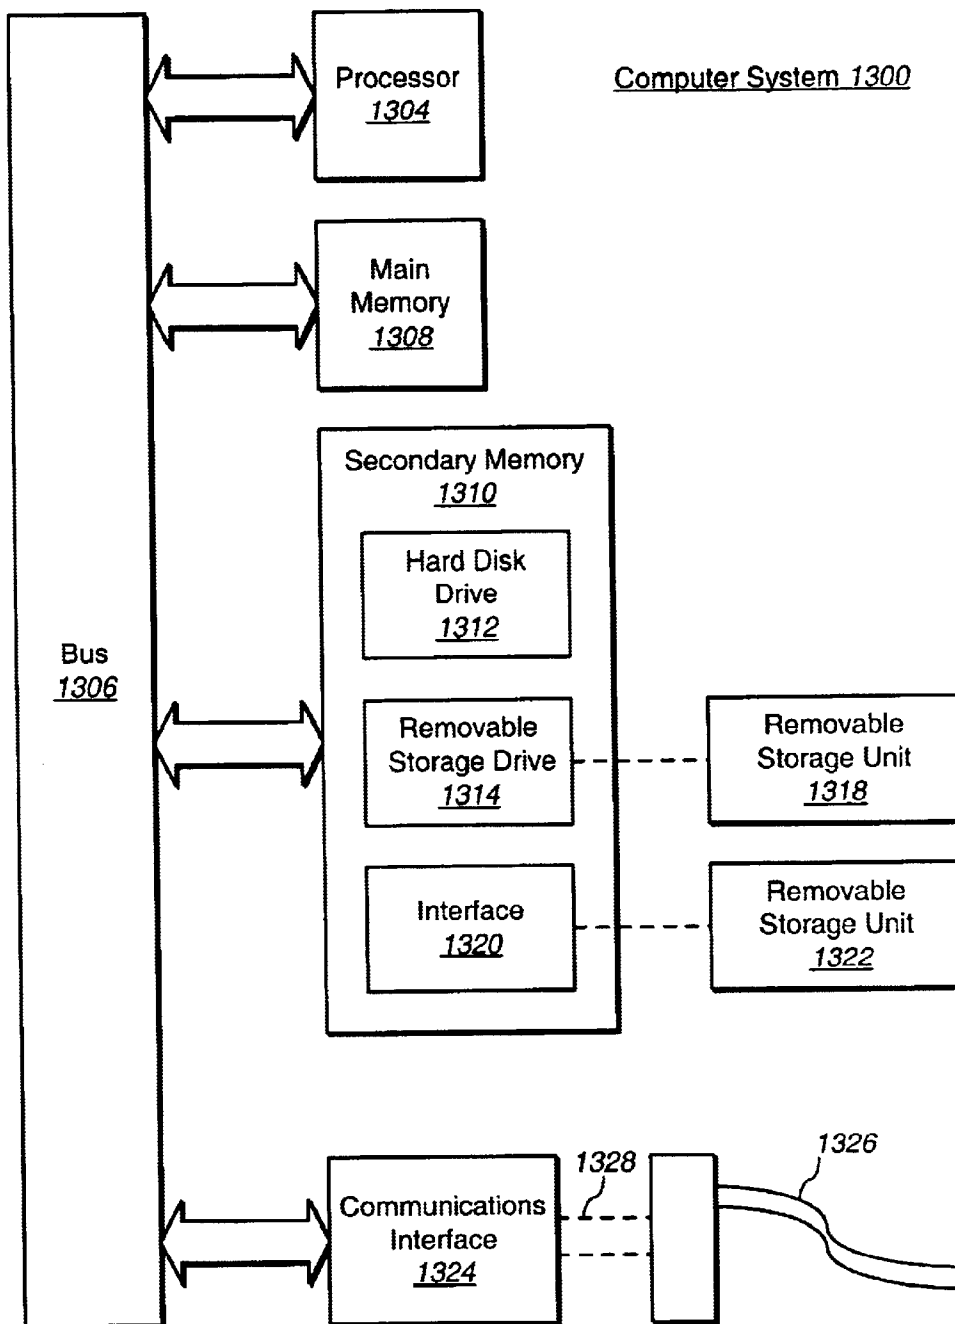 Processor
1304
Computer System 1300
Main
Memory
1308
Secondary Memory
1310
Hard Disk
Drive
1312
Bus
1306
Removable
Storage Drive
1314
Removable
Storage Unit
1318
Interface
1320
Removable
Storage Unit
1322
Communications
Interface
1324
1328
1326